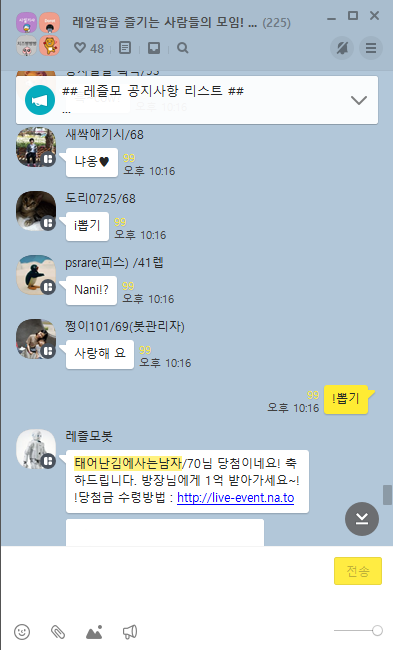 레알팜을 즐기는 사람들의 모임! ... (225)
48
## 레즐모 공지사항 리스트 ##
...
새싹애기시/68
냐옹♥
99
오후 10:16
도리0725/68
i뽑기
99
오후 10:16
psrare(피스) /41렙
Nani!?
99
오후 10:16
쩡이101/69(봇관리자)
사랑해 요
99
오후 10:16
99
오후 10:16
!뽑기
레즐모봇
태어난김에사는남자/70님 당첨이네요! 축
하드립니다. 방장님에게 1억 받아가세요~!
!당첨금 수령방법 : http://live-event.na.to
전송